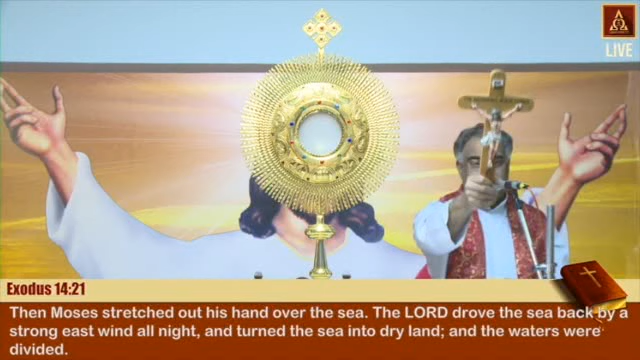 LIVE
Exodus 14:21
Then Moses stretched out his hand over the sea. The LORD drove the sea back by a
strong east wind all night, and turned the sea into dry land; and the waters were
divided.